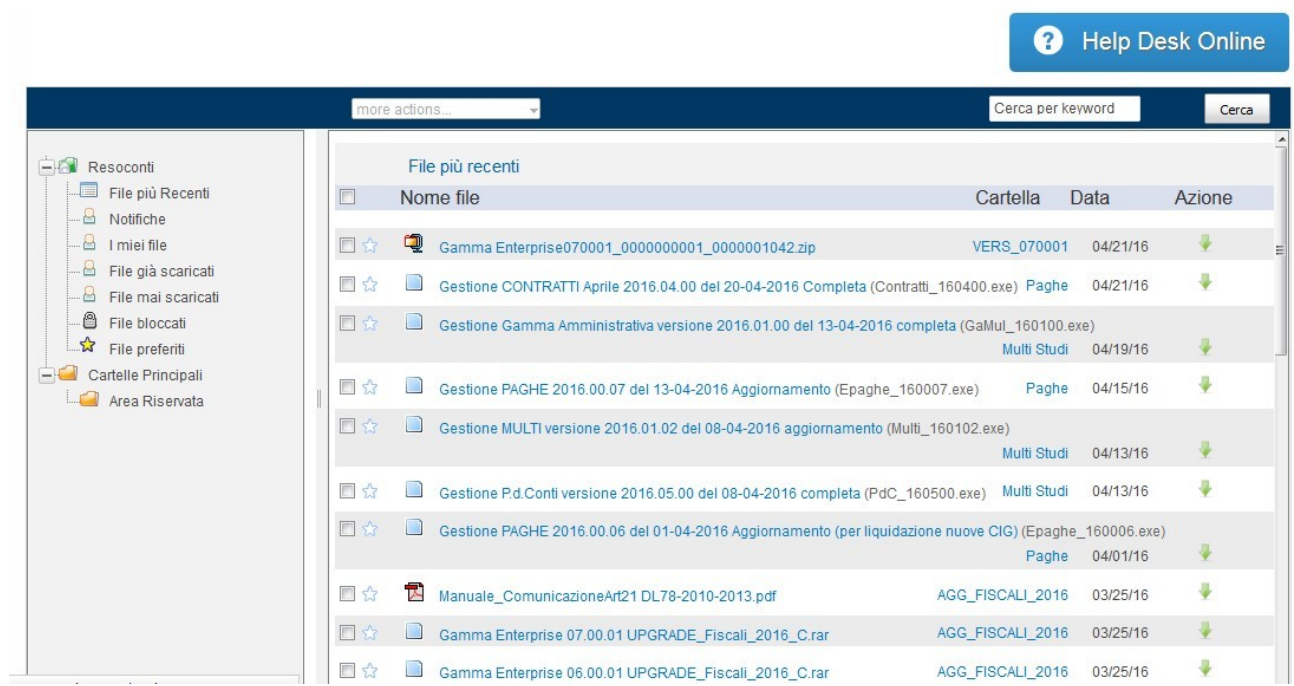 ? Help Desk Online
more actions...
Cerca per keyword
Cerca
Resoconti
File più Recenti
Notifiche
I miei file
File già scaricati
File mai scaricati
File bloccati
File preferiti
Cartelle Principali
Area Riservata
File più recenti
Nome file Cartella Data Azione
Gamma Enterprise070001_0000000001_0000001042.zip VERS_070001 04/21/16
Gestione CONTRATTI Aprile 2016.04.00 del 20-04-2016 Completa (Contratti_160400.exe) Paghe 04/21/16
Gestione Gamma Amministrativa versione 2016.01.00 del 13-04-2016 completa (GaMul_160100.exe)
Multi Studi 04/19/16
Gestione PAGHE 2016.00.07 del 13-04-2016 Aggiornamento (Epaghe_160007.exe) Paghe 04/15/16
Gestione MULTI versione 2016.01.02 del 08-04-2016 aggiornamento (Multi_160102.exe)
Multi Studi 04/13/16
Gestione P.d.Conti versione 2016.05.00 del 08-04-2016 completa (PdC_160500.exe) Multi Studi 04/13/16
Gestione PAGHE 2016.00.06 del 01-04-2016 Aggiornamento (per liquidazione nuove CIG) (Epaghe_160006.exe)
Paghe 04/01/16
Manuale_ComunicazioneArt21 DL78-2010-2013.pdf AGG_FISCALI_2016 03/25/16
Gamma Enterprise 07.00.01 UPGRADE_Fiscali_2016_C.rar AGG_FISCALI_2016 03/25/16
Gamma Enterprise 06.00.01 UPGRADE_Fiscali_2016_C.rar AGG_FISCALI_2016 03/25/16